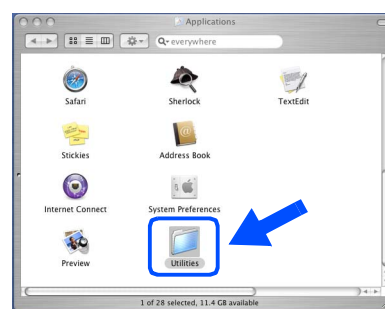 Applications
everywhere
Safari
Sherlock
TextEdit
Stickies
Address Book
Internet Connect
System Preferences
Preview
Utilities
1 of 28 selected, 11.4 GB available